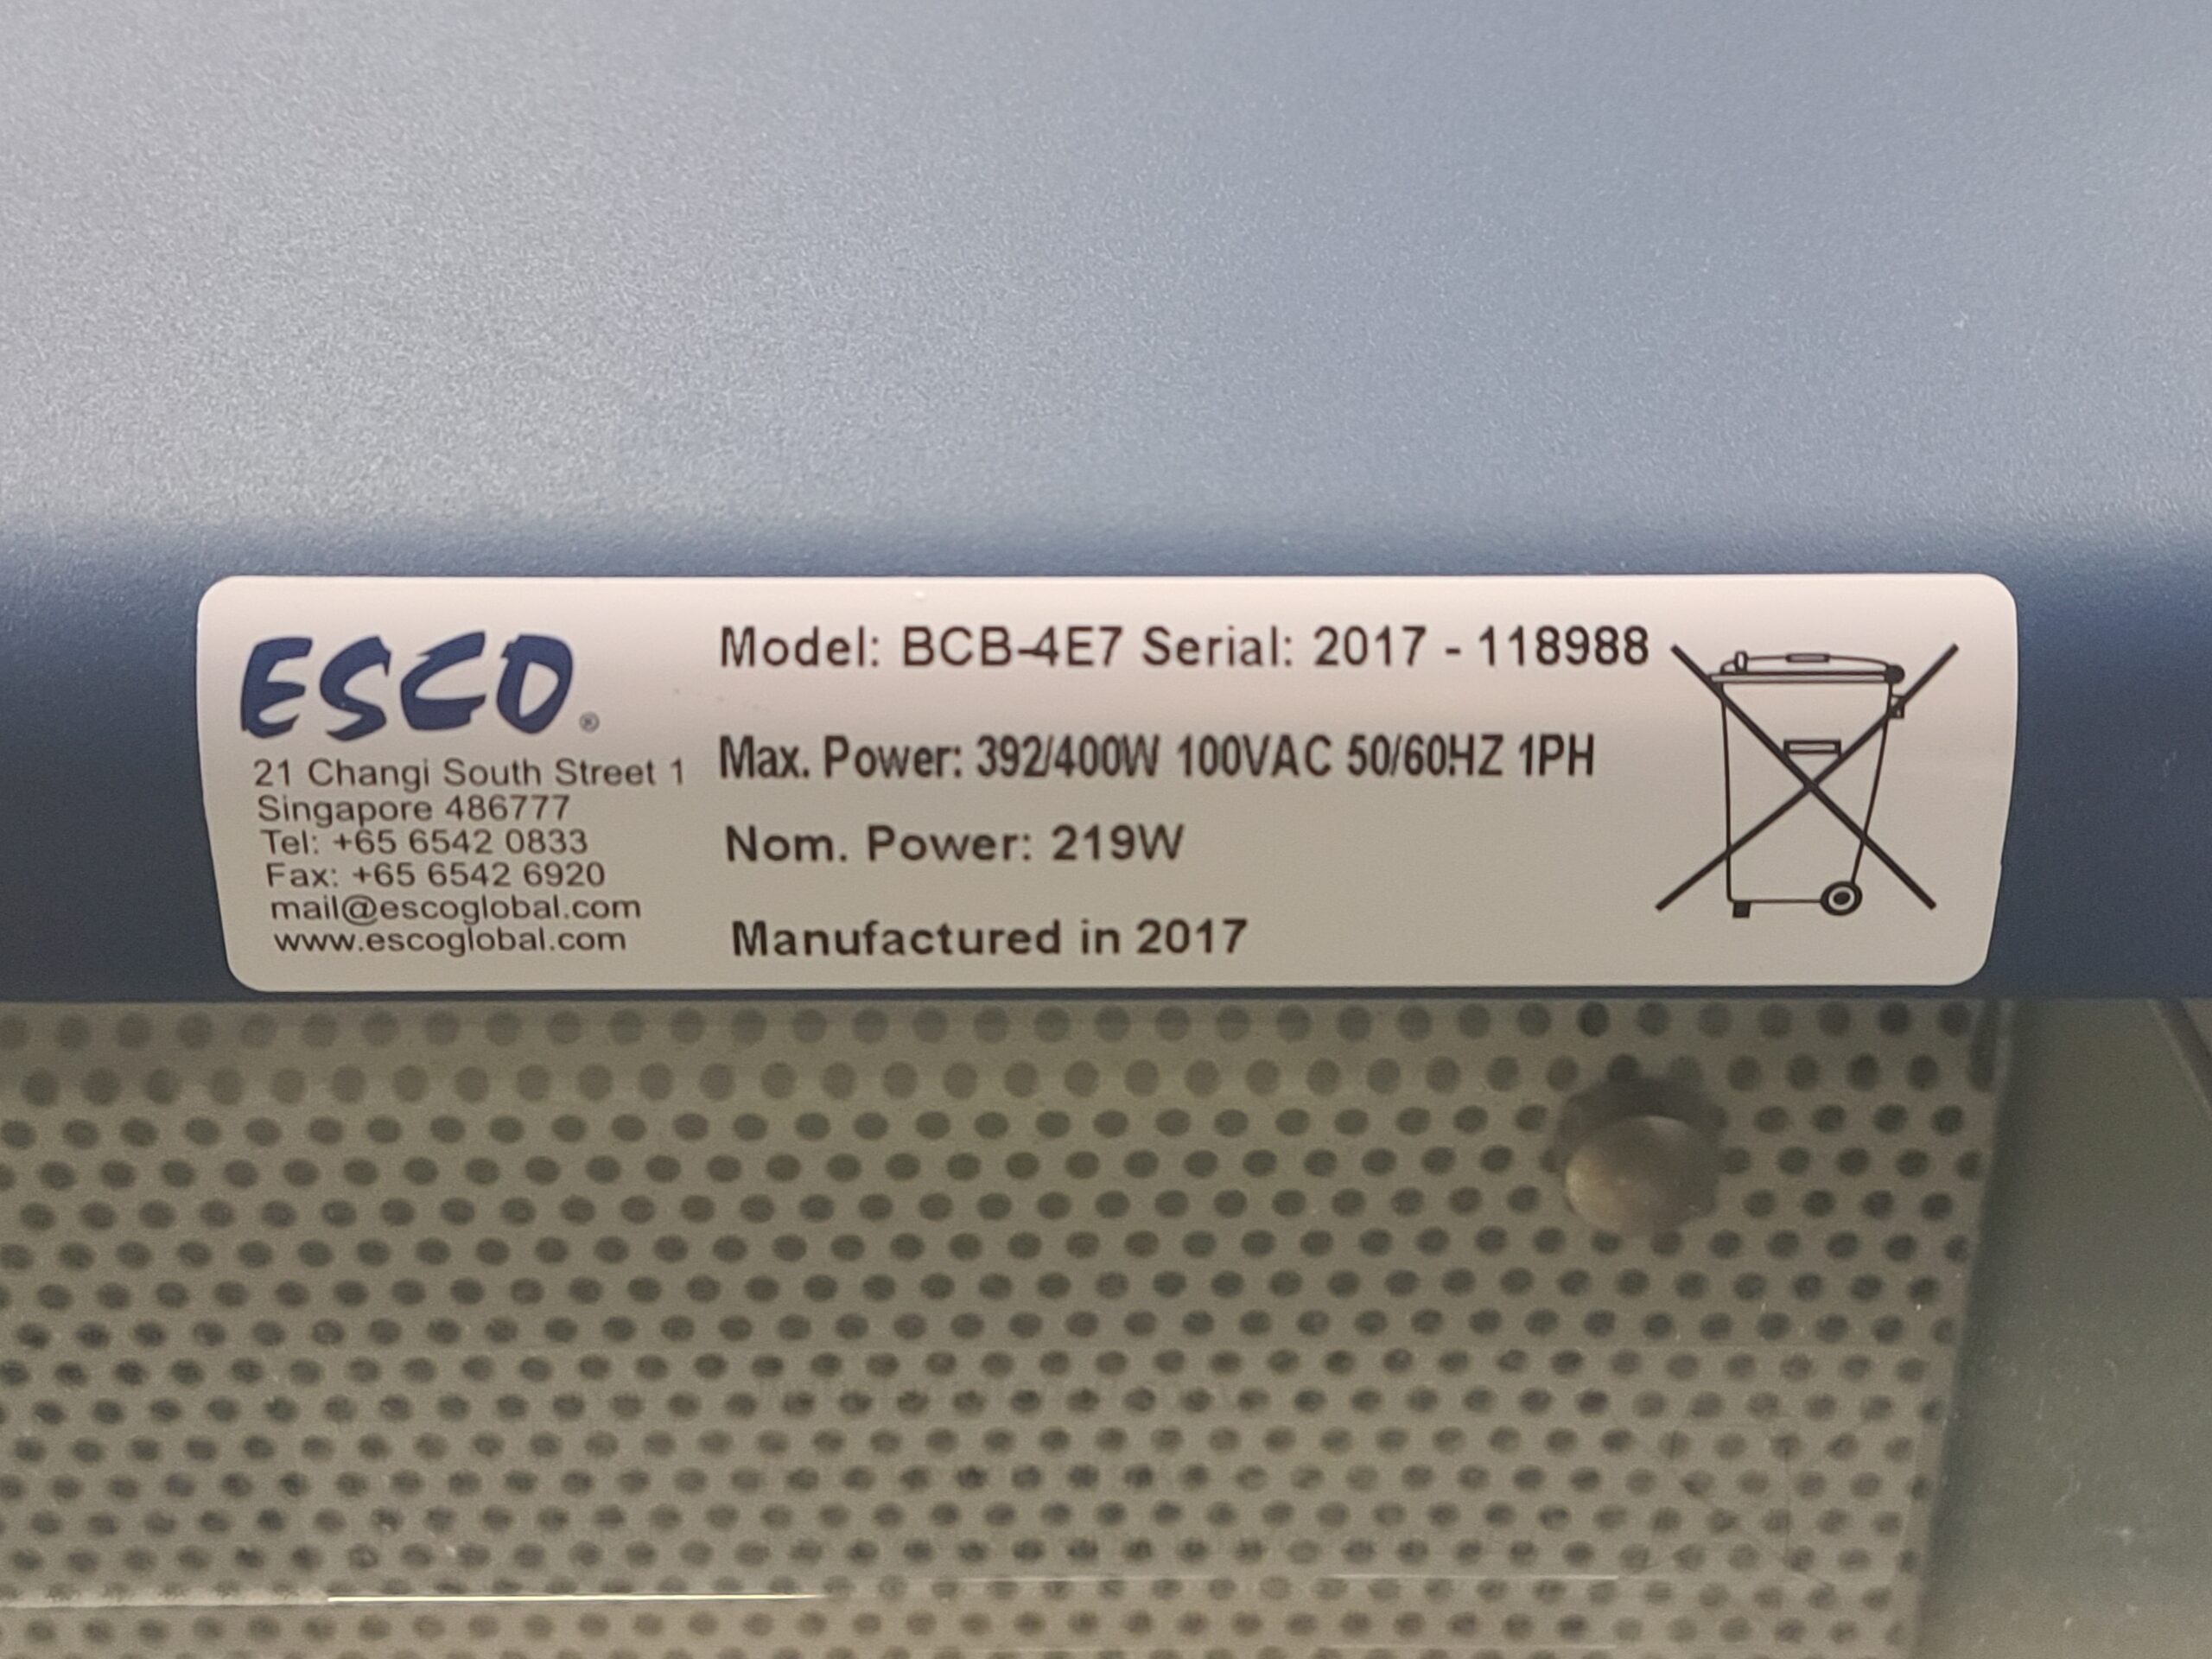 ESCO®
21 Changi South Street 1
Singapore 486777
Tel: +65 6542 0833
Fax: +65 6542 6920
mail@escoglobal.com
www.escoglobal.com
Model: BCB-4E7 Serial: 2017 - 118988
Max. Power: 392/400W 100VAC 50/60HZ 1PH
Nom. Power: 219W
Manufactured in 2017